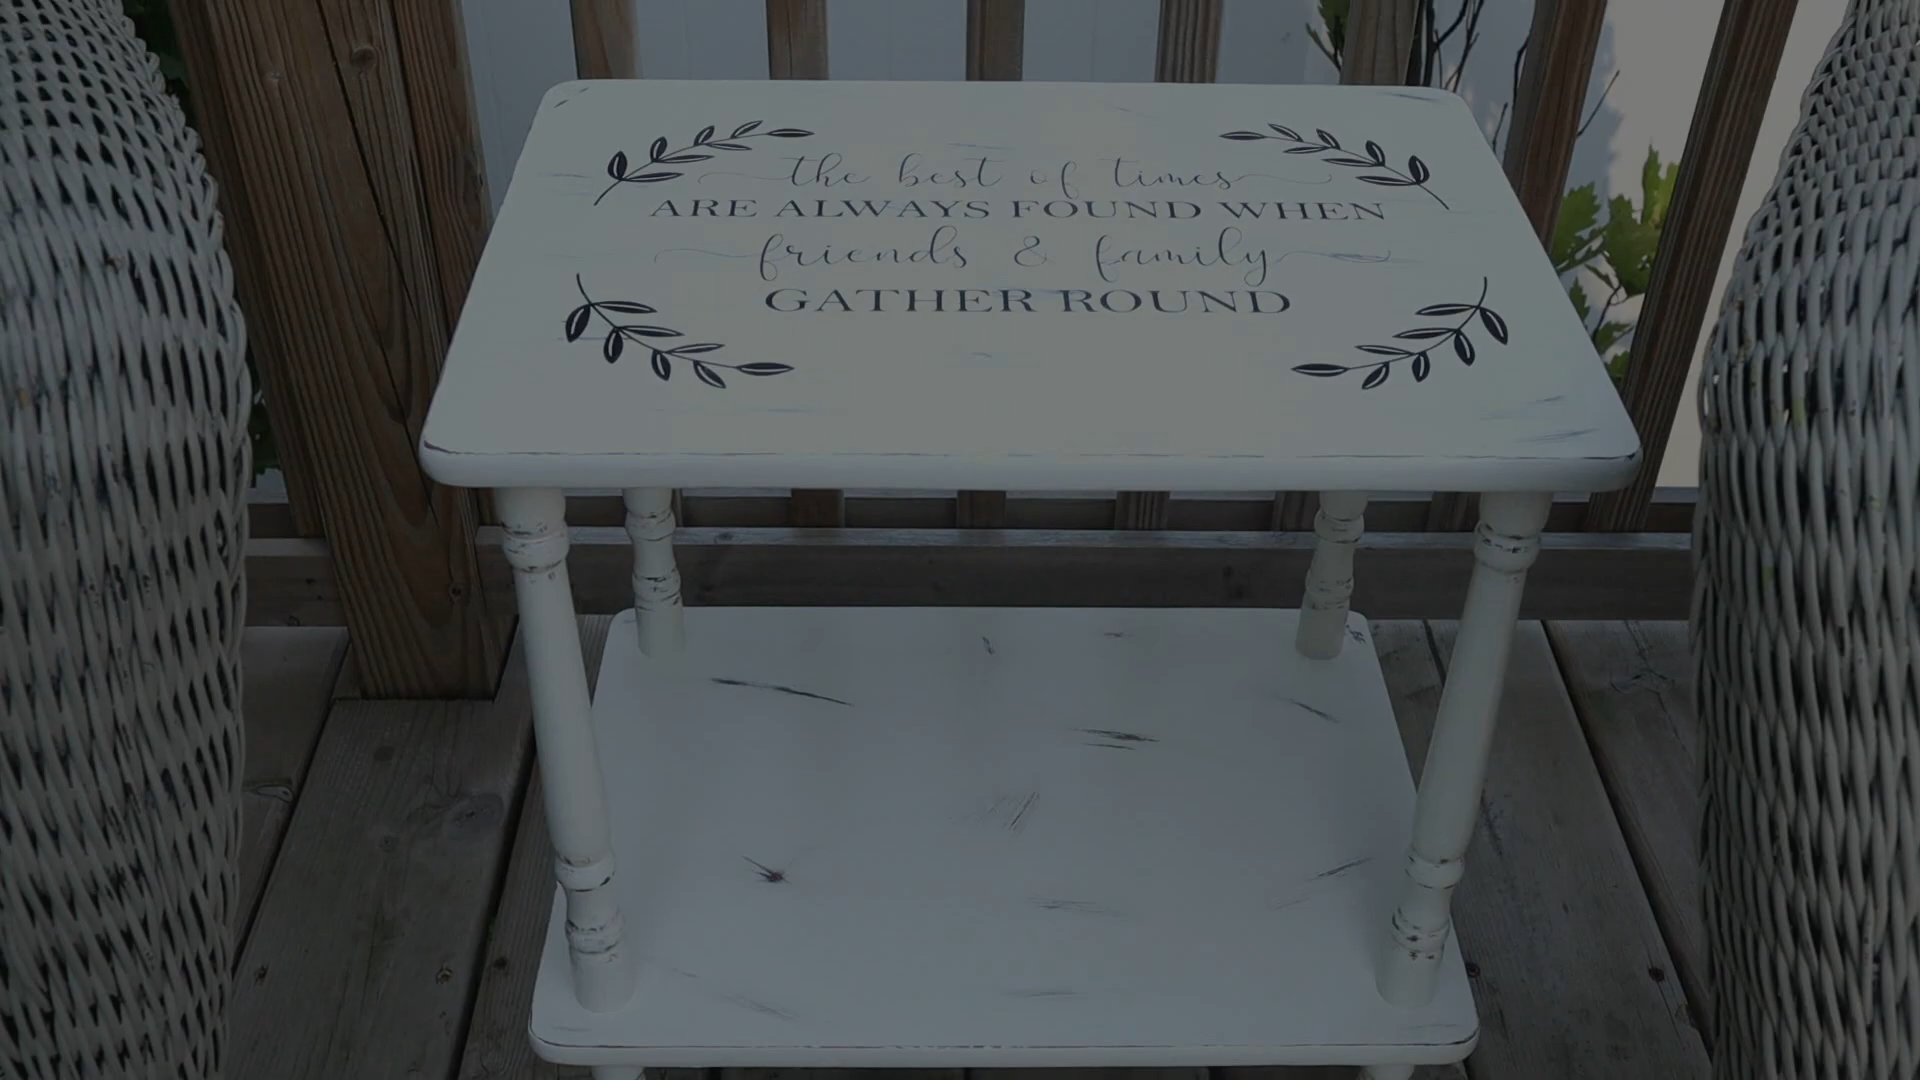 the best of times
ARE ALWAYS FOUND WHEN
friends & family
GATHER ROUND